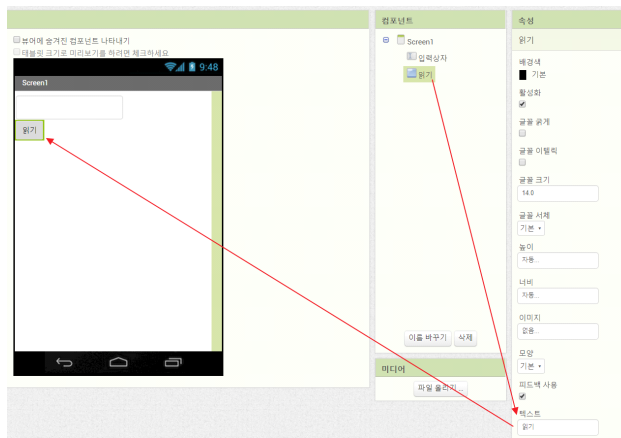 뷰어에 숨겨진 컴포넌트 나타내기
태블릿 크기로 미리보기를 하려면 체크하세요.
9:48
Screen1
읽기
컴포넌트
Screen1
입력상자
읽기
이름 바꾸기 삭제
미디어
파일 올리기...
속성
읽기
배경색
기본
활성화
글꼴 굵게
글꼴 이탤릭
글꼴 크기
14.0
글꼴 서체
기본
높이
자동...
너비
자동...
이미지
없음...
모양
기본
피드백 사용
텍스트
읽기